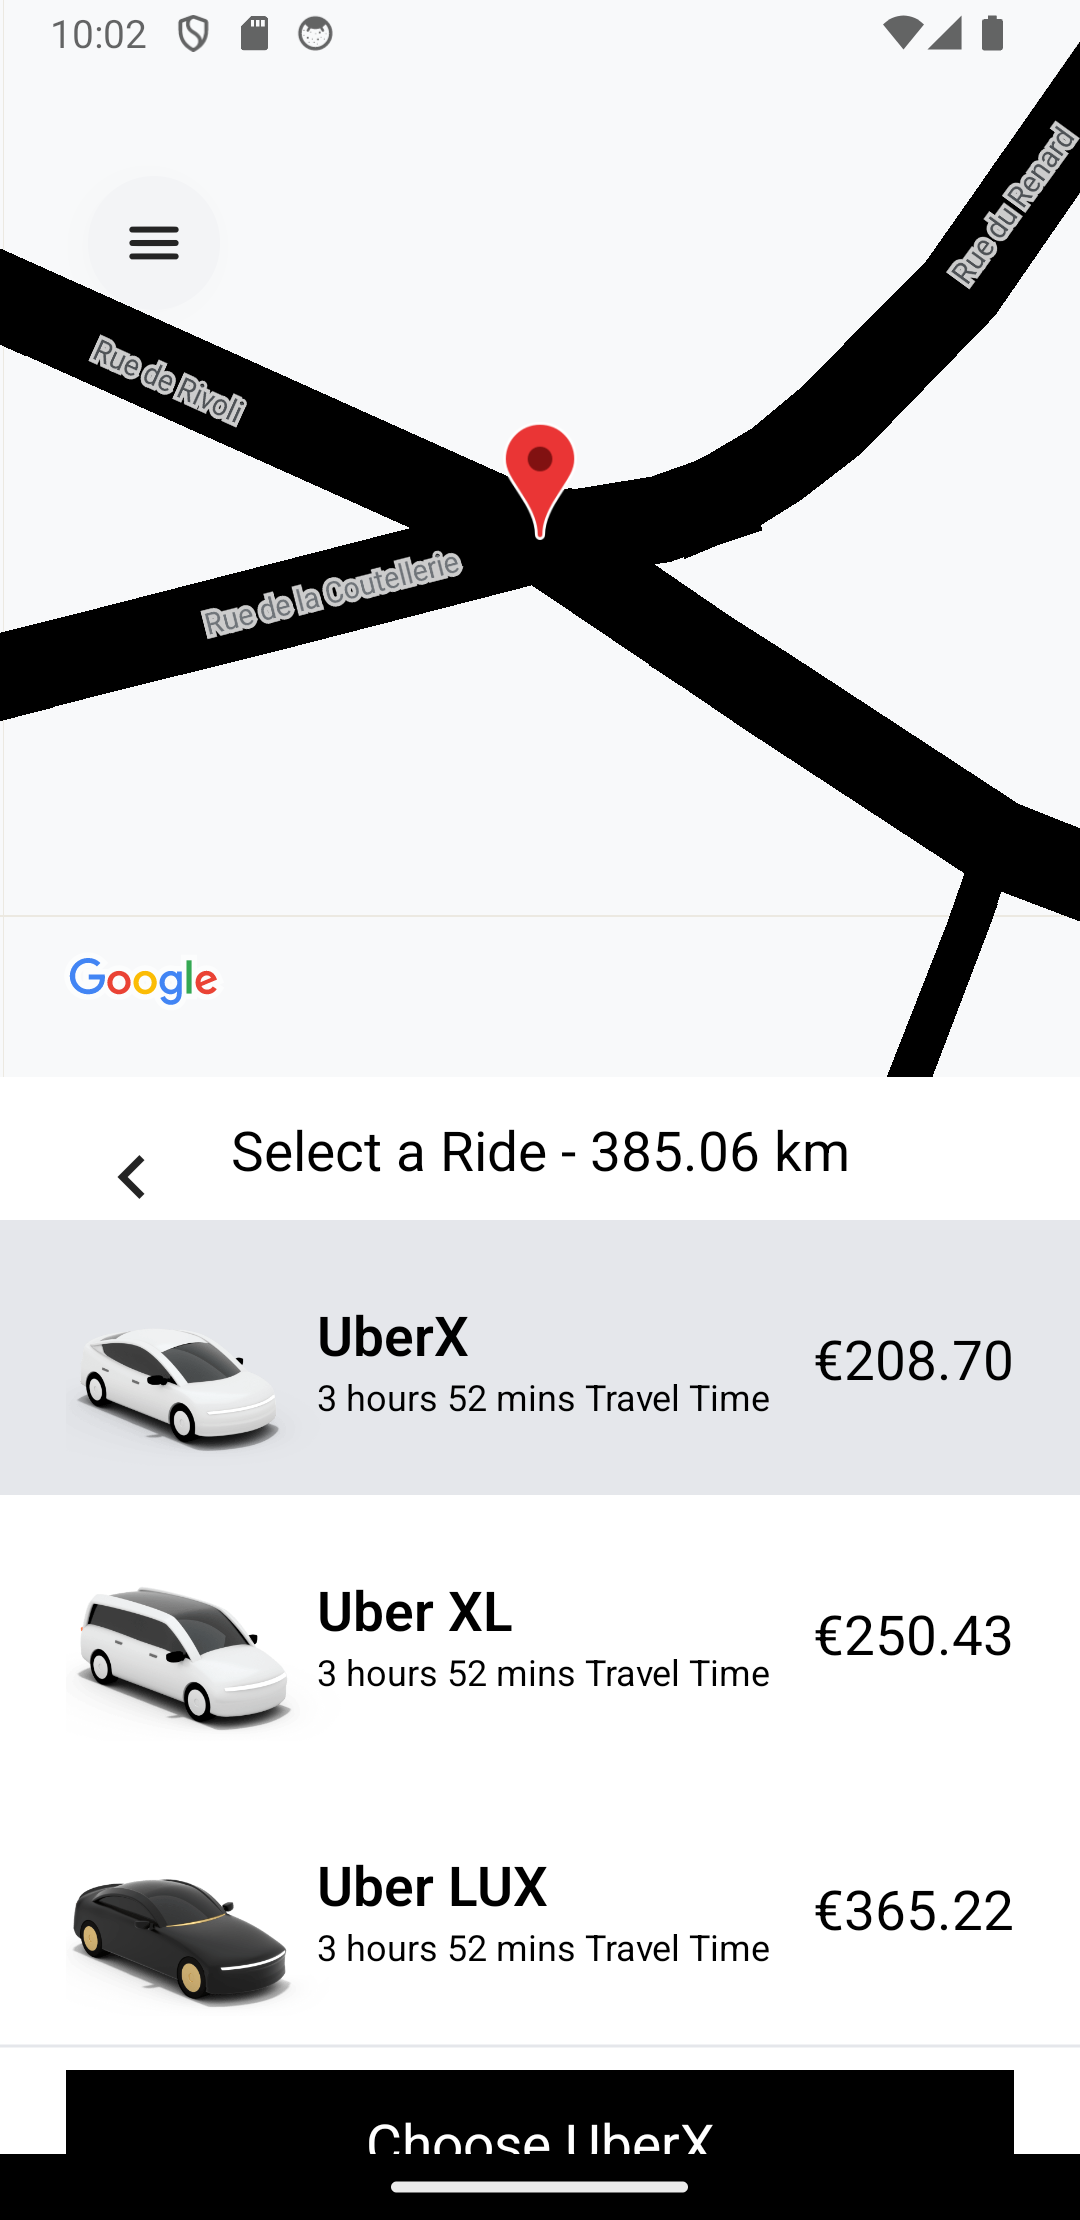 10:02
Rue du Renard
Rue de Rivoli
Rue de la Coutellerie
Google
Select a Ride - 385.06 km
UberX
3 hours 52 mins Travel Time
€208.70
Uber XL
3 hours 52 mins Travel Time
€250.43
Uber LUX
3 hours 52 mins Travel Time
€365.22
Choose UberX